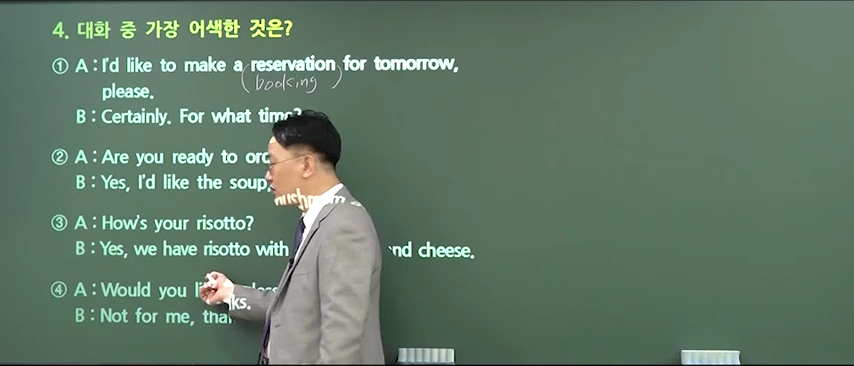 4. 대화 중 가장 어색한 것은?
① A : I'd like to make a reservation for tomorrow,
(booking)
please.
B : Certainly. For what time?
② A : Are you ready to
B : Yes, I'd like the soup,
③ A : How's your risotto?
B : Yes, we have risotto with and cheese.
④ A : Would you
B : Not for me,